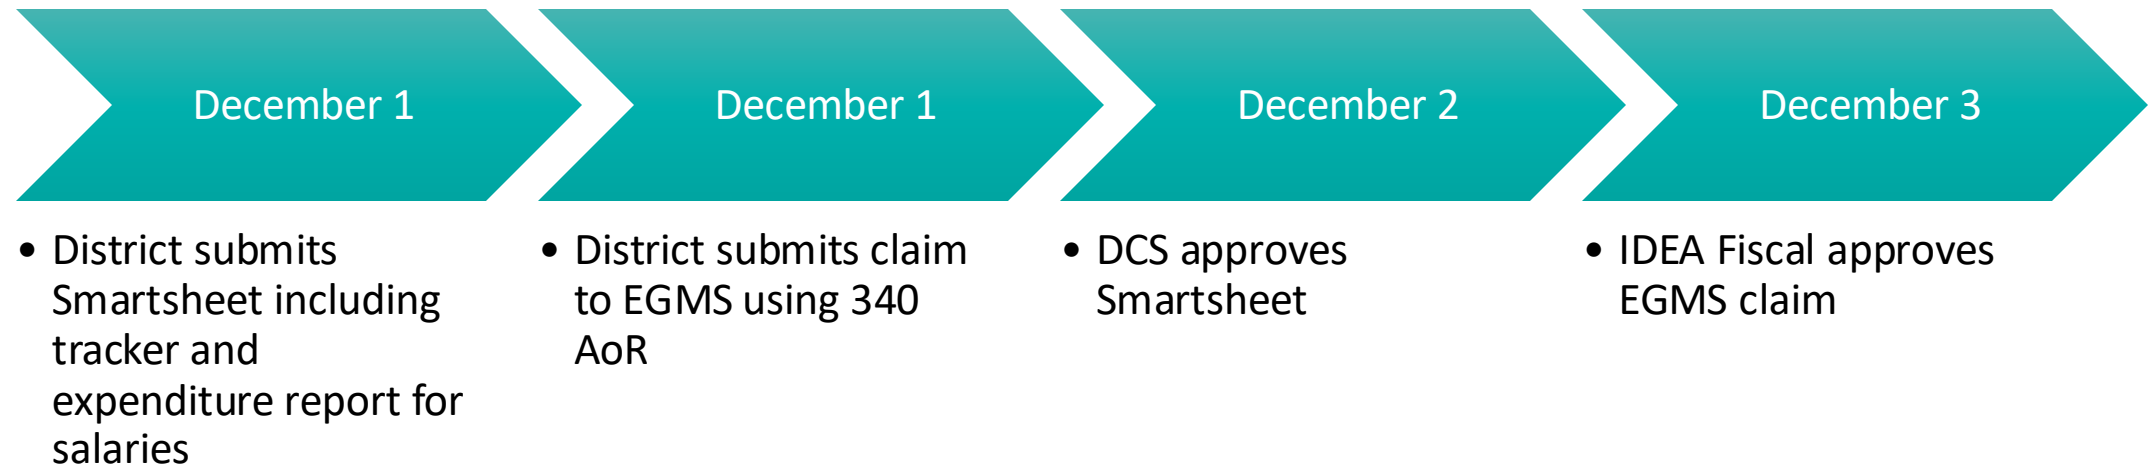 December 1
• District submits
Smartsheet including
tracker and
expenditure report for
salaries
December 1
• District submits claim
to EGMS using 340
AoR
December 2
• DCS approves
Smartsheet
December 3
• IDEA Fiscal approves
EGMS claim